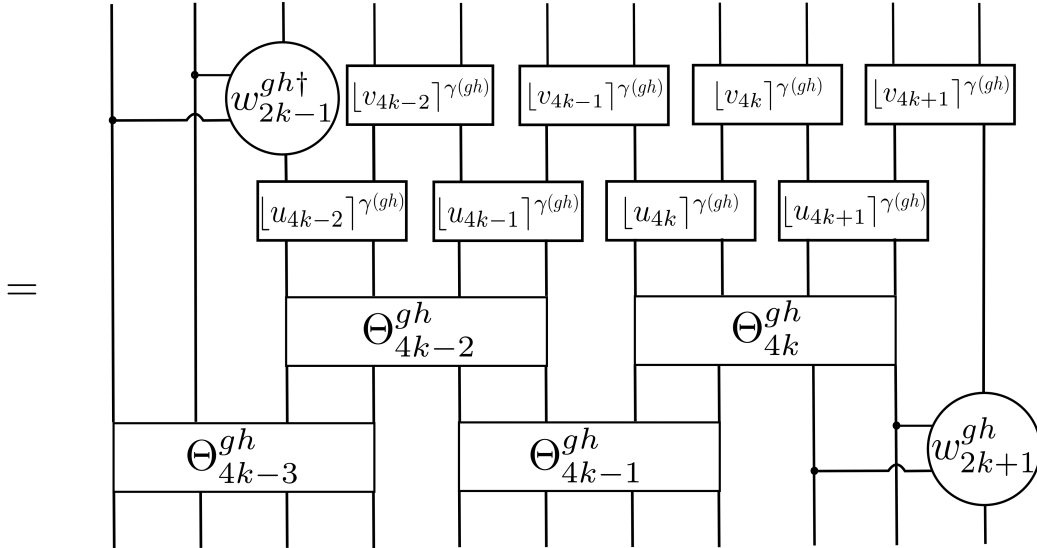 w_{2k-1}^{gh†} ⌊v_{4k-2}⌉^{γ(gh)} ⌊v_{4k-1}⌉^{γ(gh)} ⌊v_{4k}⌉^{γ(gh)} ⌊v_{4k+1}⌉^{γ(gh)}
⌊u_{4k-2}⌉^{γ(gh)} ⌊u_{4k-1}⌉^{γ(gh)} ⌊u_{4k}⌉^{γ(gh)} ⌊u_{4k+1}⌉^{γ(gh)}
=
Θ_{4k-2}^{gh} Θ_{4k}^{gh}
Θ_{4k-3}^{gh} Θ_{4k-1}^{gh} w_{2k+1}^{gh}